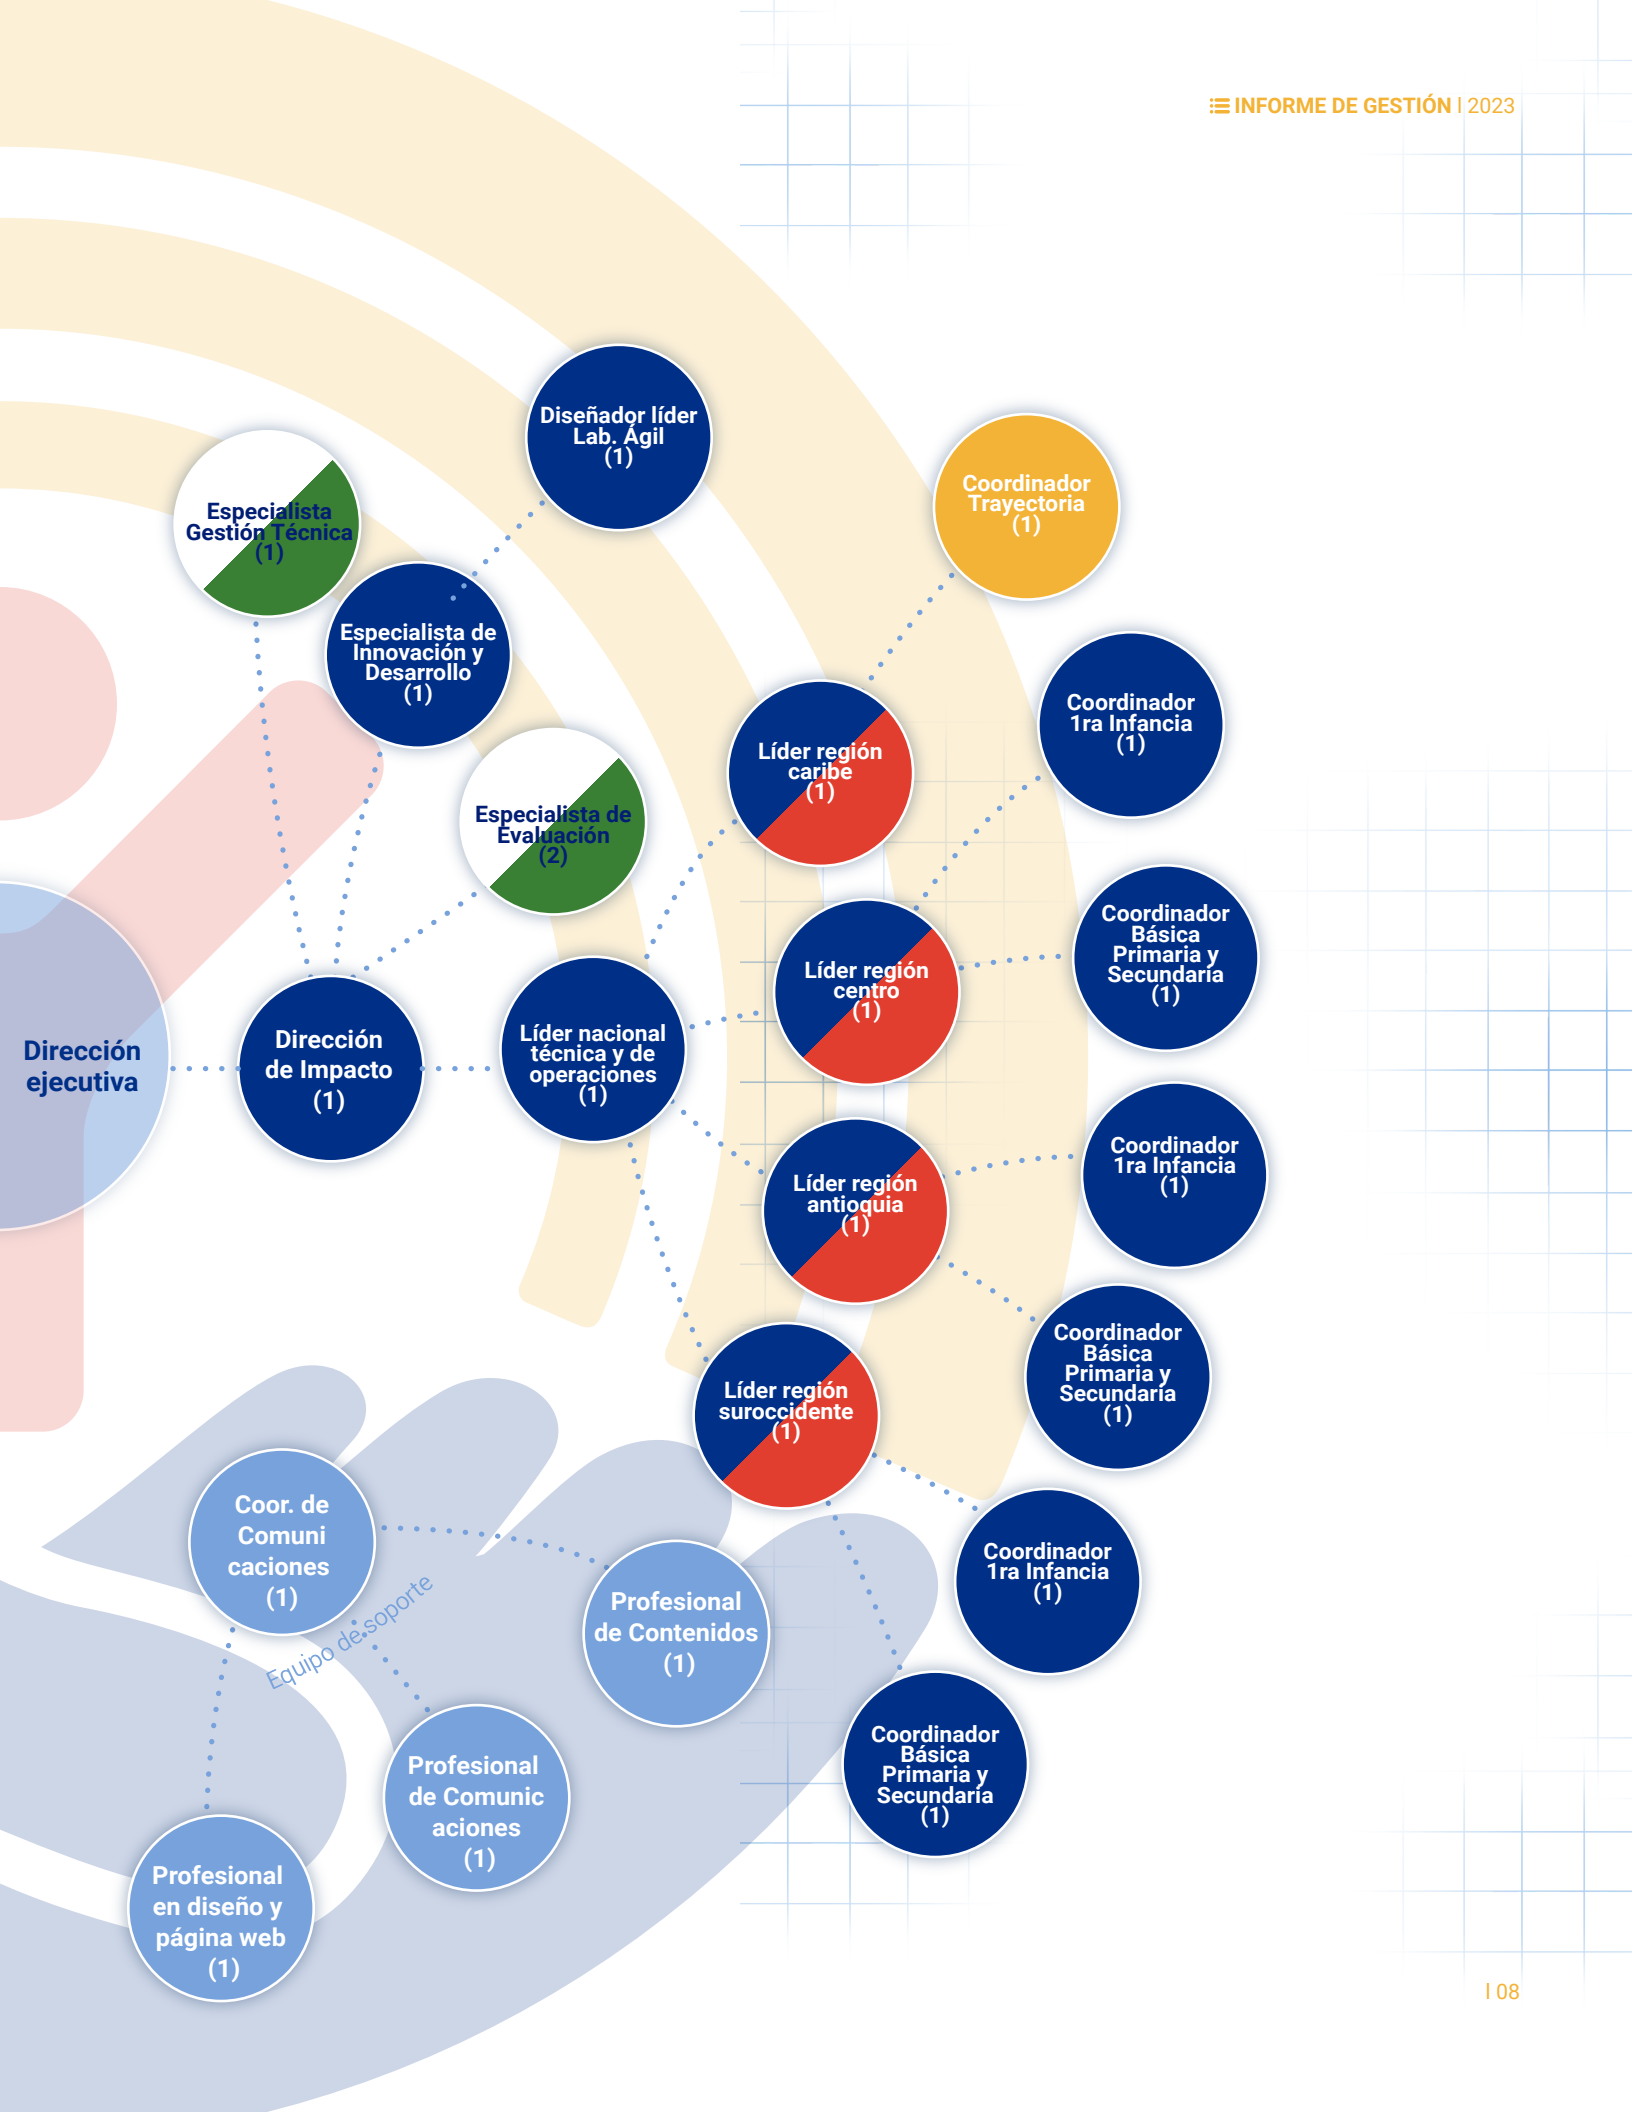 INFORME DE GESTIÓN | 2023
Diseñador líder
Lab. Ágil
(1)
Especialista
Gestión Técnica
(1)
Coordinador
Trayectoria
(1)
Especialista de
Innovación y
Desarrollo
(1)
Coordinador
1ra Infancia
(1)
Líder región
caribe
(1)
Especialista de
Evaluación
(2)
Coordinador
Básica
Primaria y
Secundaria
(1)
Líder región
centro
(1)
Dirección
ejecutiva
Dirección
de Impacto
(1)
Líder nacional
técnica y de
operaciones
(1)
Coordinador
1ra Infancia
(1)
Líder región
antioquia
(1)
Coordinador
Básica
Primaria y
Secundaria
(1)
Líder región
suroccidente
(1)
Coor. de
Comuni
caciones
(1)
Equipo de soporte
Profesional
de Contenidos
(1)
Coordinador
1ra Infancia
(1)
Profesional
de Comunic
aciones
(1)
Coordinador
Básica
Primaria y
Secundaria
(1)
Profesional
en diseño y
página web
(1)
| 08